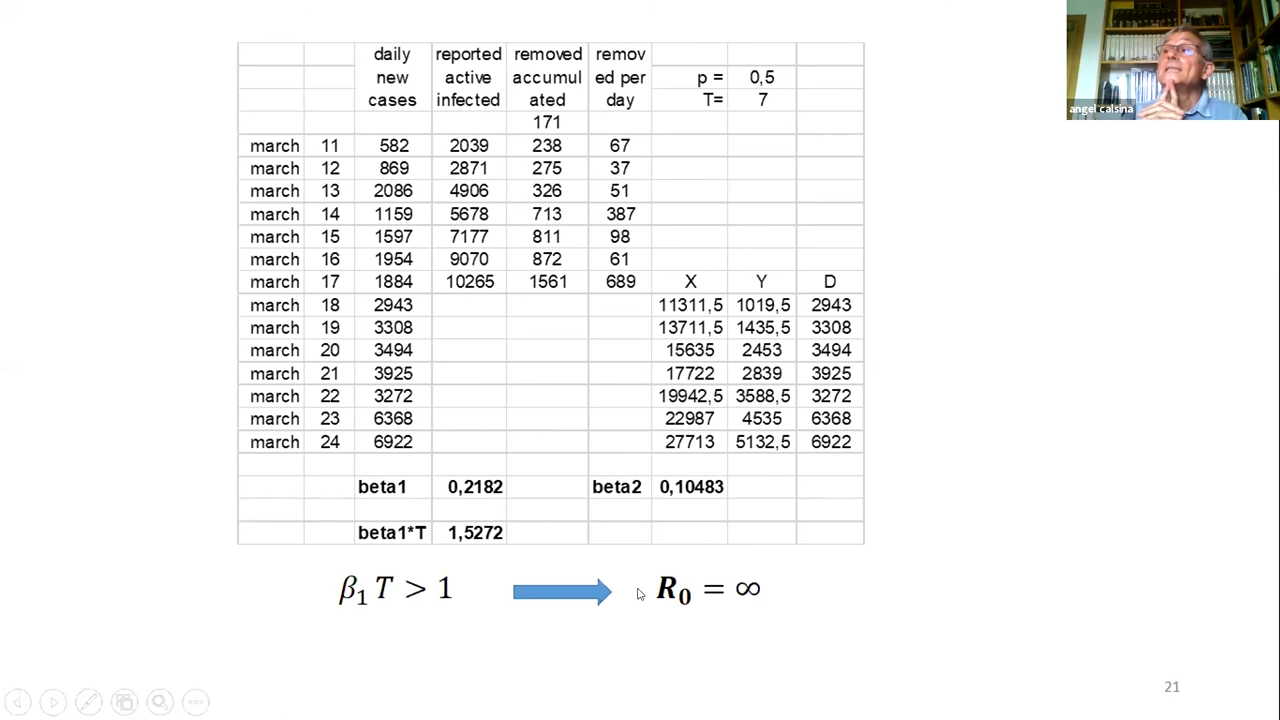 daily reported removed remov
new active accumul ed per p = 0,5
cases infected ated day T= 7
171
march 11 582 2039 238 67
march 12 869 2871 275 37
march 13 2086 4906 326 51
march 14 1159 5678 713 387
march 15 1597 7177 811 98
march 16 1954 9070 872 61
march 17 1884 10265 1561 689 X Y D
march 18 2943 11311,5 1019,5 2943
march 19 3308 13711,5 1435,5 3308
march 20 3494 15635 2453 3494
march 21 3925 17722 2839 3925
march 22 3272 19942,5 3588,5 3272
march 23 6368 22987 4535 6368
march 24 6922 27713 5132,5 6922
beta1 0,2182 beta2 0,10483
beta1*T 1,5272
β₁ T > 1 R₀ = ∞
21
angel calsina